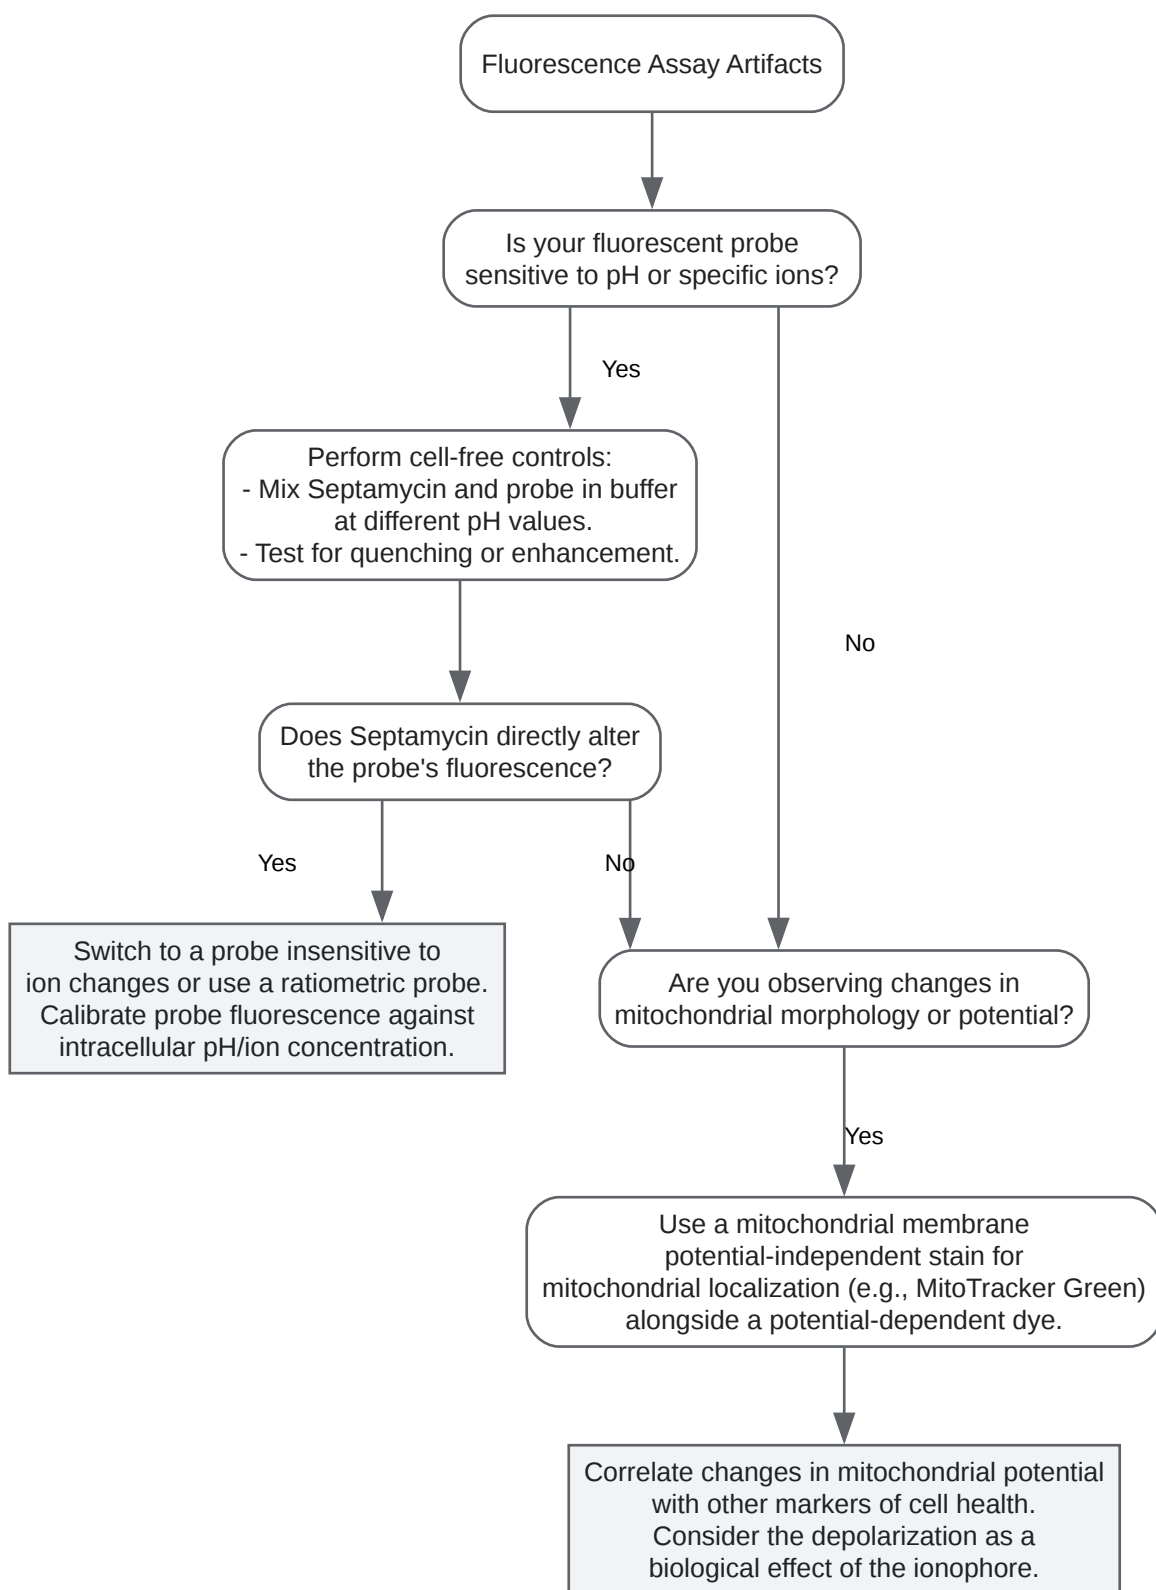 Fluorescence Assay Artifacts
Is your fluorescent probe
sensitive to pH or specific ions?
Yes
No
Perform cell-free controls:
- Mix Septamycin and probe in buffer
at different pH values.
- Test for quenching or enhancement.
Does Septamycin directly alter
the probe's fluorescence?
Yes
No
Switch to a probe insensitive to
ion changes or use a ratiometric probe.
Calibrate probe fluorescence against
intracellular pH/ion concentration.
Are you observing changes in
mitochondrial morphology or potential?
Yes
Use a mitochondrial membrane
potential-independent stain for
mitochondrial localization (e.g., MitoTracker Green)
alongside a potential-dependent dye.
Correlate changes in mitochondrial potential
with other markers of cell health.
Consider the depolarization as a
biological effect of the ionophore.